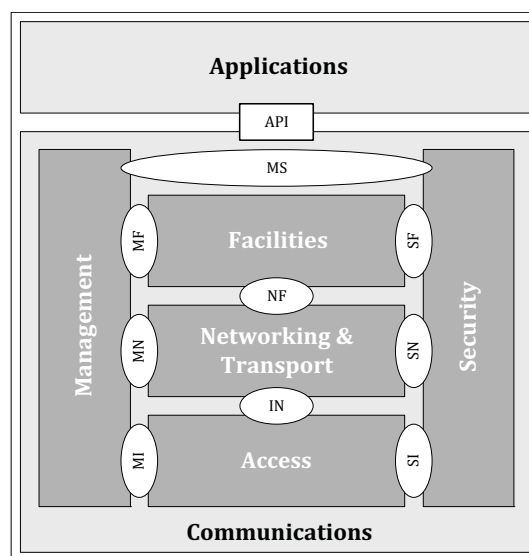 Applications
API
MS
Management
MF
Facilities
SF
Security
NF
MN
Networking &
Transport
SN
IN
MI
Access
SI
Communications